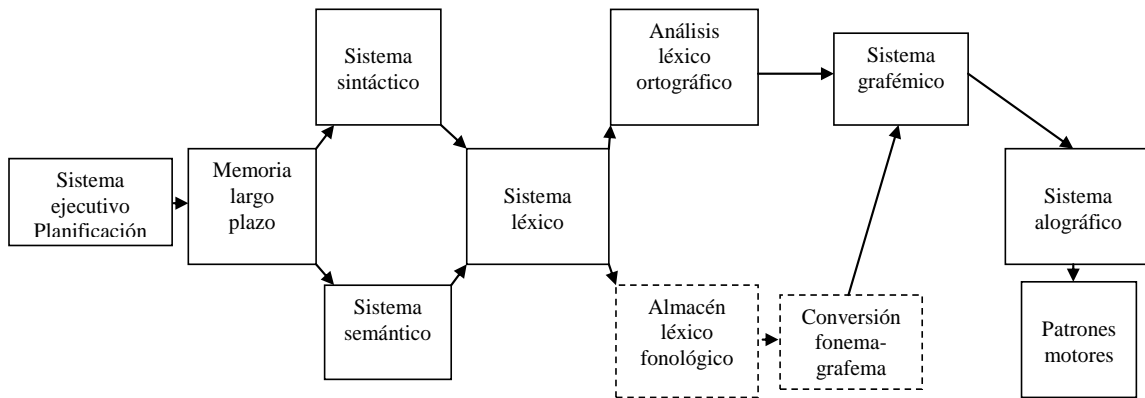 Sistema
ejecutivo
Planificación
Memoria
largo
plazo
Sistema
sintáctico
Sistema
semántico
Sistema
léxico
Análisis
léxico
ortográfico
Almacén
léxico
fonológico
Conversión
fonema-
grafema
Sistema
grafémico
Sistema
alográfico
Patrones
motores